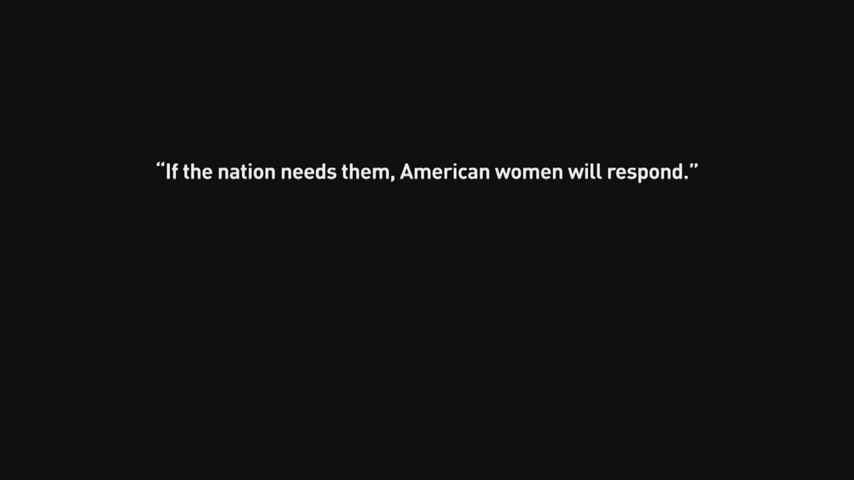 “If the nation needs them, American women will respond.”